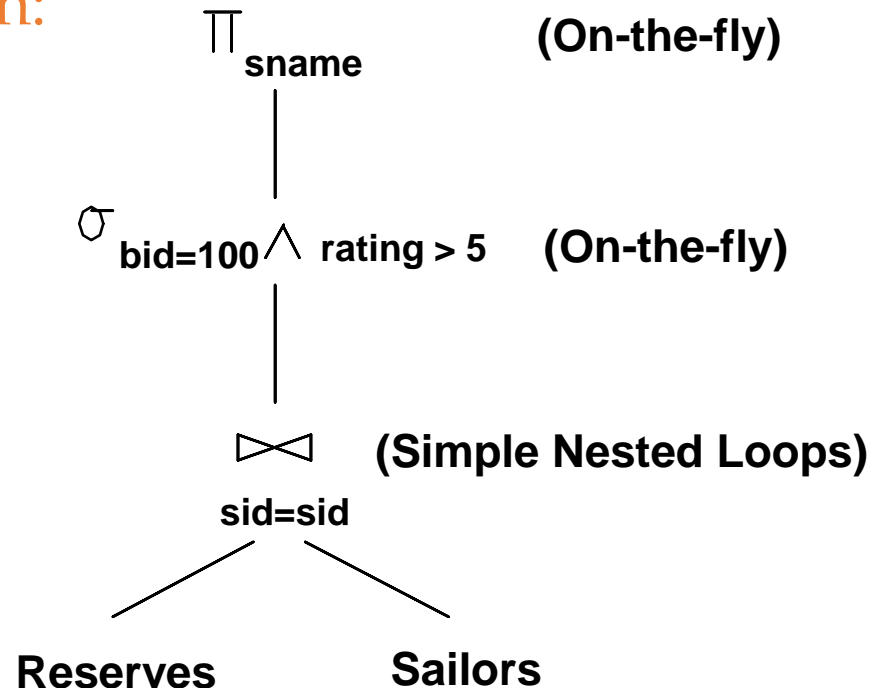 n:
π sname (On-the-fly)
σ bid=100 ∧ rating > 5 (On-the-fly)
⋈ (Simple Nested Loops)
sid=sid
Reserves Sailors